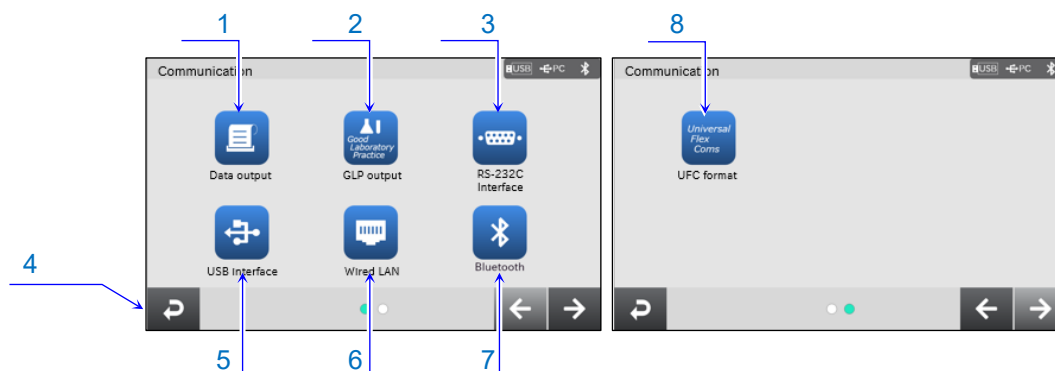 1
2
3
8
Communication
USB
PC
Communication
USB
PC
Good
Laboratory
Practice
Universal
Flex
Coms
Data output
GLP output
RS-232C
Interface
UFC format
USB interface
Wired LAN
Bluetooth
4
5
6
7